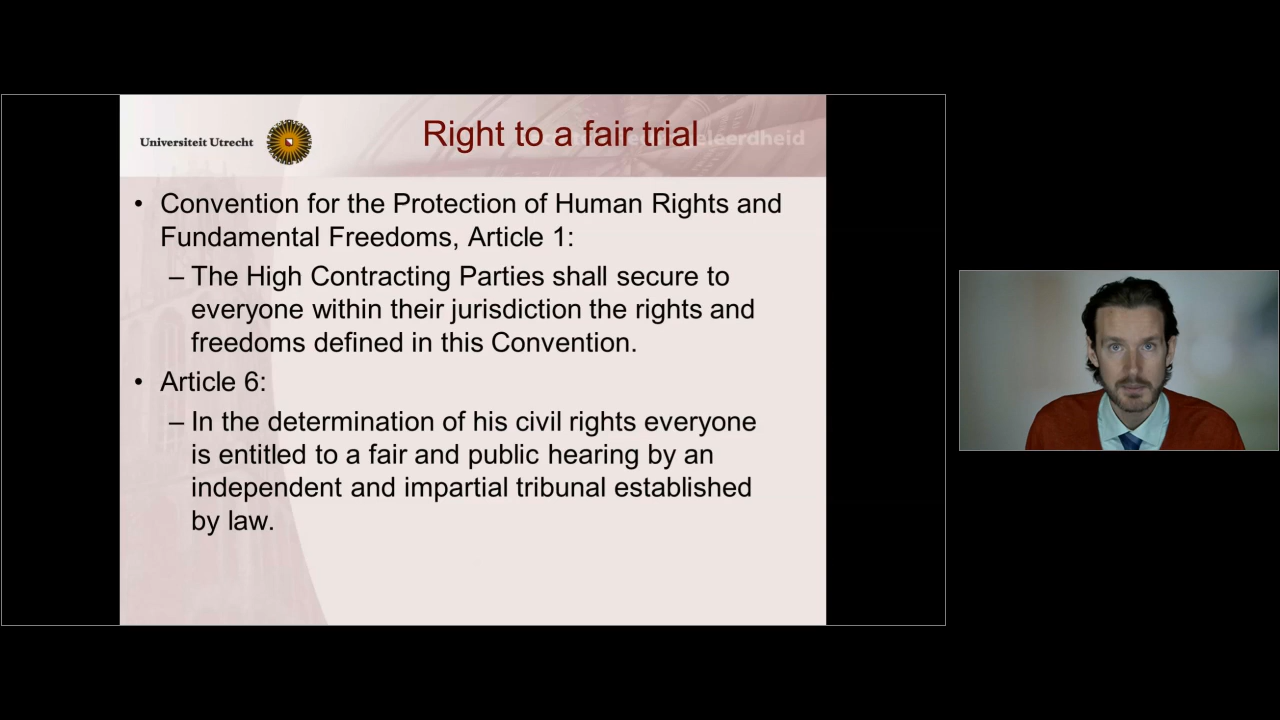 Universiteit Utrecht
Right to a fair trial
geleerdheid
• Convention for the Protection of Human Rights and
Fundamental Freedoms, Article 1:
– The High Contracting Parties shall secure to
everyone within their jurisdiction the rights and
freedoms defined in this Convention.
• Article 6:
– In the determination of his civil rights everyone
is entitled to a fair and public hearing by an
independent and impartial tribunal established
by law.